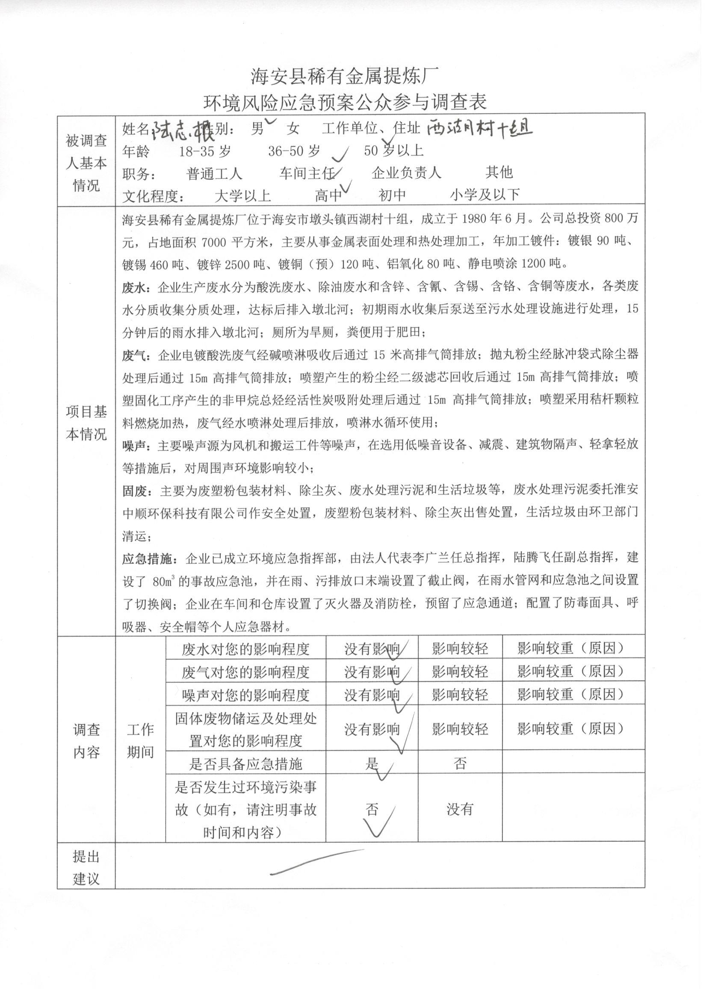 海安县稀有金属提炼厂
环境风险应急预案公众参与调查表
被调查人基本情况
姓名：陆志根 性别： 男✓ 女 工作单位、住址 西湖村十组
年龄 18-35 岁 36-50 岁 ✓ 50 岁以上✓
职务： 普通工人 车间主任✓ 企业负责人 其他
文化程度： 大学以上 高中✓ 初中 小学及以下
项目基本情况
海安县稀有金属提炼厂位于海安市墩头镇西湖村十组，成立于 1980 年 6 月。公司总投资 800 万
元，占地面积 7000 平方米，主要从事金属表面处理和热处理加工，年加工镀件：镀银 90 吨、
镀锡 460 吨、镀锌 2500 吨、镀铜（预）120 吨、铝氧化 80 吨、静电喷涂 1200 吨。
废水：企业生产废水分为酸洗废水、除油废水和含锌、含氰、含锡、含铬、含铜等废水，各类废
水分质收集分质处理，达标后排入墩北河；初期雨水收集后泵送至污水处理设施进行处理，15
分钟后的雨水排入墩北河；厕所为旱厕，粪便用于肥田；
废气：企业电镀酸洗废气经碱喷淋吸收后通过 15 米高排气筒排放；抛丸粉尘经脉冲袋式除尘器
处理后通过 15m 高排气筒排放；喷塑产生的粉尘经二级滤芯回收后通过 15m 高排气筒排放；喷
塑固化工序产生的非甲烷总烃经活性炭吸附处理后通过 15m 高排气筒排放；喷塑采用秸杆颗粒
料燃烧加热，废气经水喷淋处理后排放，喷淋水循环使用；
噪声：主要噪声源为风机和搬运工件等噪声，在选用低噪音设备、减震、建筑物隔声、轻拿轻放
等措施后，对周围声环境影响较小；
固废：主要为废塑粉包装材料、除尘灰、废水处理污泥和生活垃圾等，废水处理污泥委托淮安
中顺环保科技有限公司作安全处置，废塑粉包装材料、除尘灰出售处置，生活垃圾由环卫部门
清运；
应急措施：企业已成立环境应急指挥部，由法人代表李广兰任总指挥，陆腾飞任副总指挥，建
设了 80m³的事故应急池，并在雨、污排放口末端设置了截止阀，在雨水管网和应急池之间设置
了切换阀；企业在车间和仓库设置了灭火器及消防栓，预留了应急通道；配置了防毒面具、呼
吸器、安全帽等个人应急器材。
调查内容
工作期间
废水对您的影响程度 没有影响✓ 影响较轻 影响较重（原因）
废气对您的影响程度 没有影响✓ 影响较轻 影响较重（原因）
噪声对您的影响程度 没有影响✓ 影响较轻 影响较重（原因）
固体废物储运及处理处
置对您的影响程度 没有影响✓ 影响较轻 影响较重（原因）
是否具备应急措施 是✓ 否
是否发生过环境污染事
故（如有，请注明事故
时间和内容） 否✓ 没有
提出建议